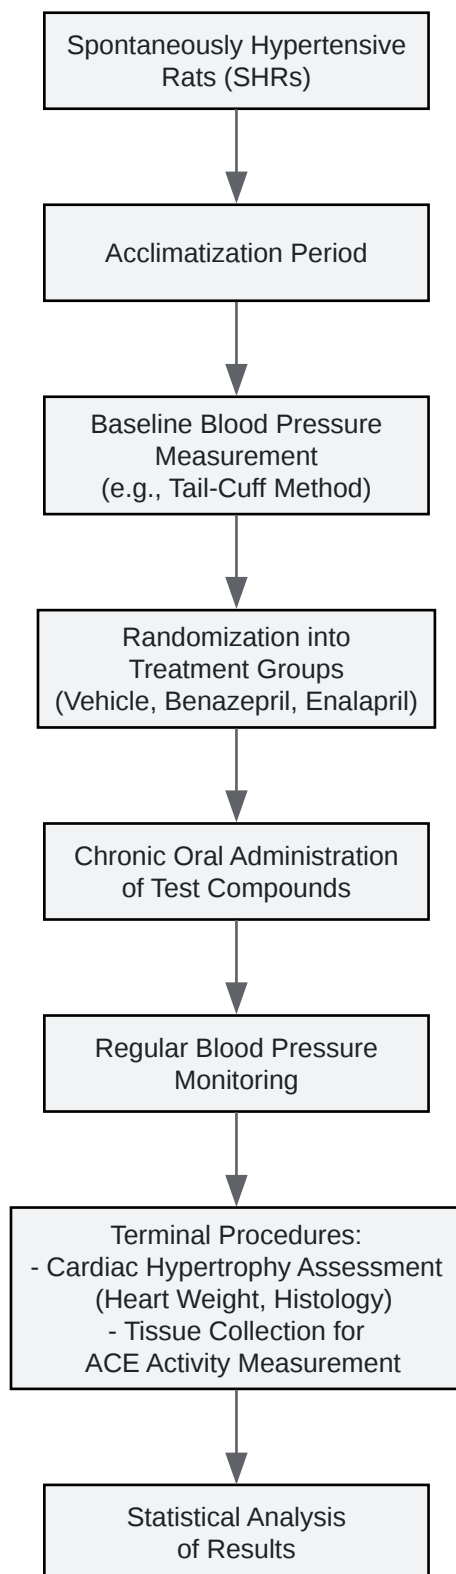 Spontaneously Hypertensive
Rats (SHRs)
Acclimatization Period
Baseline Blood Pressure
Measurement
(e.g., Tail-Cuff Method)
Randomization into
Treatment Groups
(Vehicle, Benazepril, Enalapril)
Chronic Oral Administration
of Test Compounds
Regular Blood Pressure
Monitoring
Terminal Procedures:
- Cardiac Hypertrophy Assessment
(Heart Weight, Histology)
- Tissue Collection for
ACE Activity Measurement
Statistical Analysis
of Results